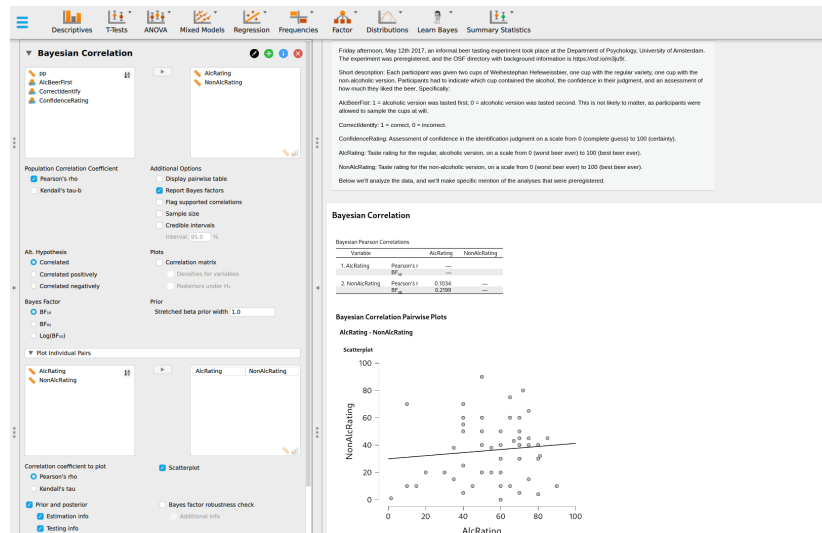 Descriptives T-Tests ANOVA Mixed Models Regression Frequencies Factor Distributions Learn Bayes Summary Statistics
Bayesian Correlation
pp
AlcBeerFirst
CorrectIdentify
ConfidenceRating
AlcRating
NonAlcRating
Population Correlation Coefficient
Pearson's rho
Kendall's tau-b
Additional Options
Display pairwise table
Report Bayes factors
Flag supported correlations
Sample size
Credible intervals
Interval 95.0 %
Alt. Hypothesis
Correlated
Correlated positively
Correlated negatively
Plots
Correlation matrix
Densities for variables
Posteriors under H₁
Bayes Factor
BF₁₀
BF₀₁
Log(BF₁₀)
Prior
Stretched beta prior width 1.0
Plot Individual Pairs
AlcRating
NonAlcRating
AlcRating NonAlcRating
Correlation coefficient to plot
Pearson's rho
Kendall's tau
Scatterplot
Prior and posterior
Estimation info
Testing info
Bayes factor robustness check
Additional info
Friday afternoon, May 12th 2017, an informal beer tasting experiment took place at the Department of Psychology, University of Amsterdam.
The experiment was preregistered, and the OSF directory with background information is https://osf.io/m3ju9/.
Short description: Each participant was given two cups of Weihestephan Hefeweissbier, one cup with the regular variety, one cup with the
non-alcoholic version. Participants had to indicate which cup contained the alcohol, the confidence in their judgment, and an assessment of
how much they liked the beer. Specifically:
AlcBeerFist: 1 = alcoholic version was tasted first; 0 = alcoholic version was tasted second. This is not likely to matter, as participants were
allowed to sample the cups at will.
CorrectIdentify: 1 = correct, 0 = incorrect.
ConfidenceRating: Assessment of confidence in the identification judgment on a scale from 0 (complete guess) to 100 (certainty).
AlcRating: Taste rating for the regular, alcoholic version, on a scale from 0 (worst beer ever) to 100 (best beer ever).
NonAlcRating: Taste rating for the non-alcoholic version, on a scale from 0 (worst beer ever) to 100 (best beer ever).
Below we'll analyze the data, and we'll make specific mention of the analyses that were preregistered.
Bayesian Correlation
Bayesian Pearson Correlations
Variable AlcRating NonAlcRating
1. AlcRating Pearson's r —
BF₁₀ —
2. NonAlcRating Pearson's r 0.1034 —
BF₁₀ 0.2199 —
Bayesian Correlation Pairwise Plots
AlcRating - NonAlcRating
Scatterplot
100
80
60
40
20
0
NonAlcRating
0 20 40 60 80 100
AlcRating